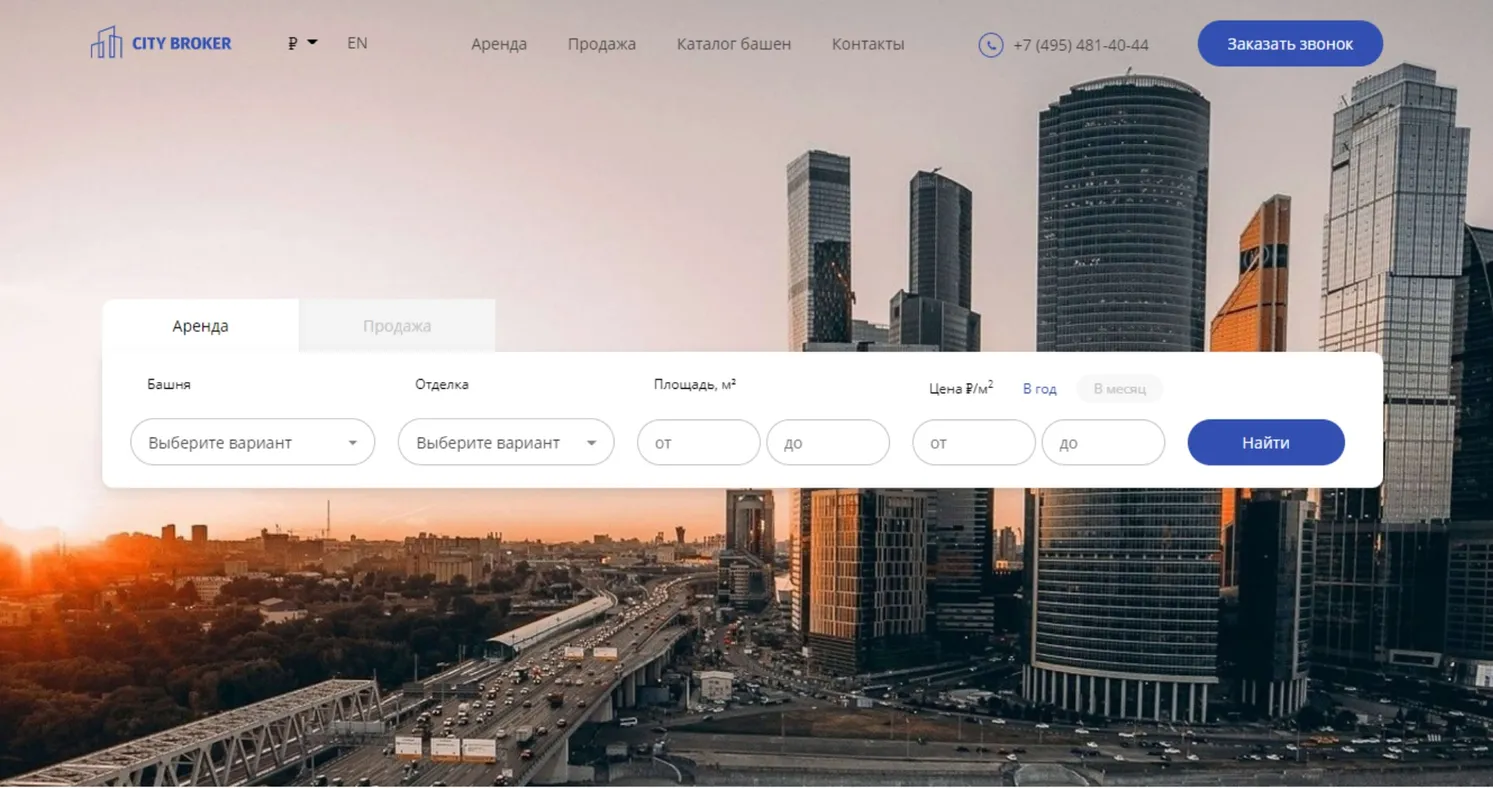 CITY BROKER
₽
EN
Аренда
Продажа
Каталог башен
Контакты
+7 (495) 481-40-44
Заказать звонок
Аренда
Продажа
Башня
Отделка
Площадь, м²
Цена ₽/м²
В год
В месяц
Выберите вариант
Выберите вариант
от
до
от
до
Найти